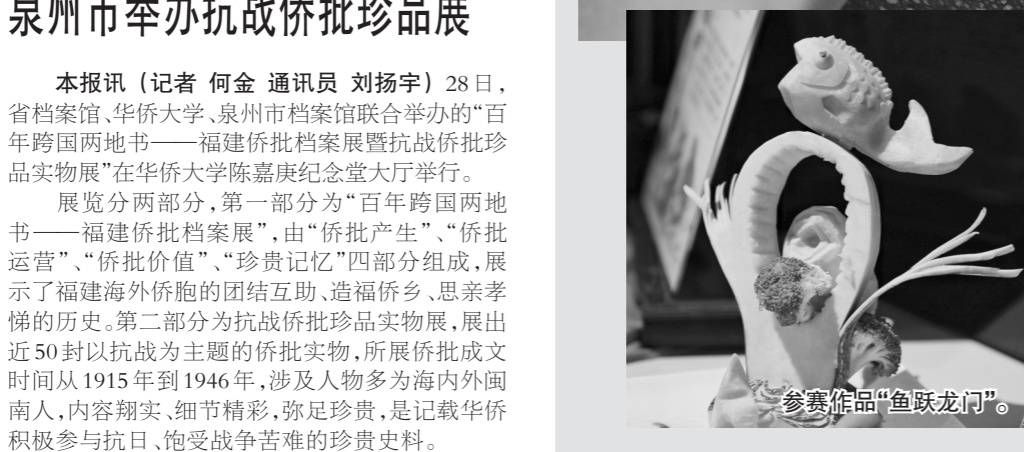 泉州市举办抗战侨批珍品展
本报讯（记者 何金 通讯员 刘扬宇）28日，
省档案馆、华侨大学、泉州市档案馆联合举办的“百
年跨国两地书——福建侨批档案展暨抗战侨批珍
品实物展”在华侨大学陈嘉庚纪念堂大厅举行。
展览分两部分，第一部分为“百年跨国两地
书——福建侨批档案展”，由“侨批产生”、“侨批
运营”、“侨批价值”、“珍贵记忆”四部分组成，展
示了福建海外侨胞的团结互助、造福侨乡、思亲孝
悌的历史。第二部分为抗战侨批珍品实物展，展出
近50封以抗战为主题的侨批实物，所展侨批成文
时间从1915年到1946年，涉及人物多为海内外闽
南人，内容翔实、细节精彩，弥足珍贵，是记载华侨
积极参与抗日、饱受战争苦难的珍贵史料。
参赛作品“鱼跃龙门”。